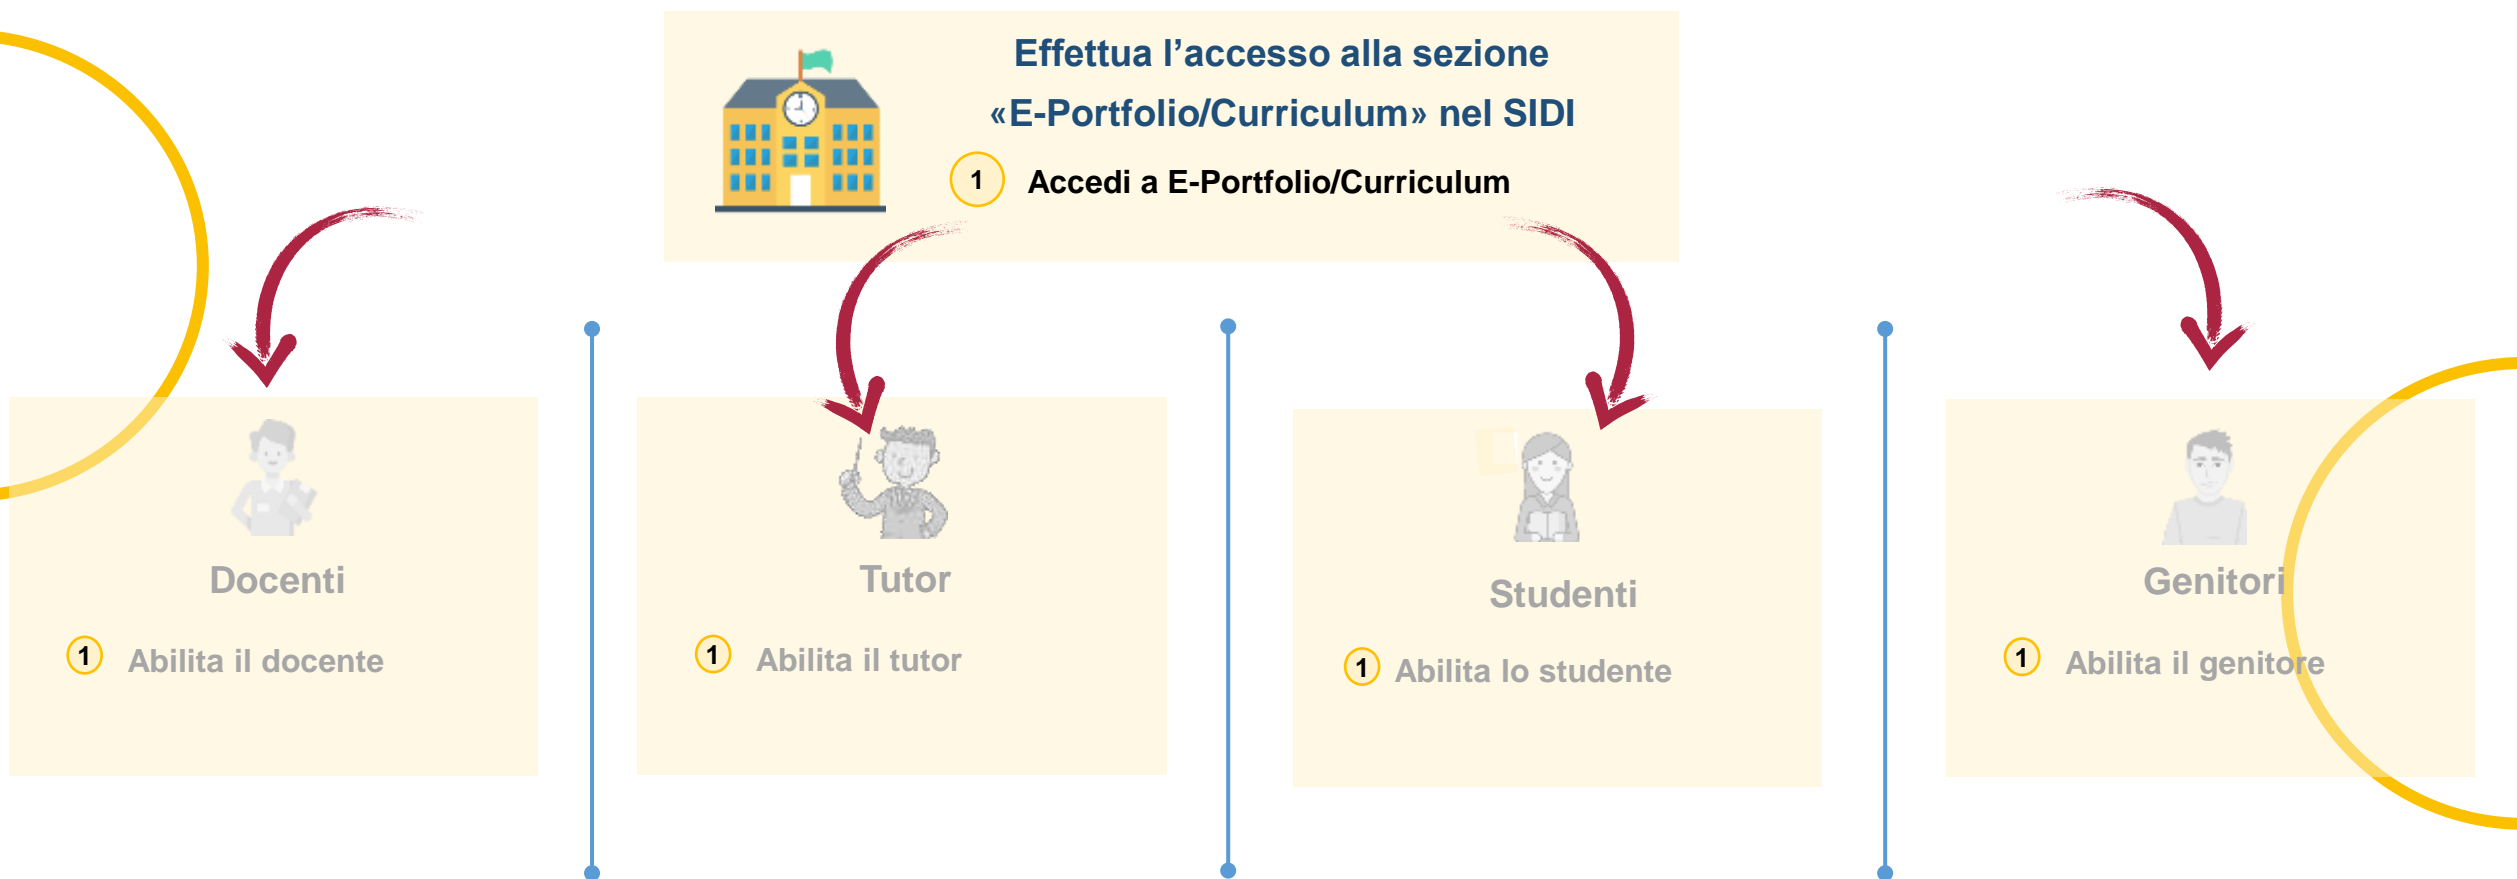 Effettua l’accesso alla sezione
«E-Portfolio/Curriculum» nel SIDI
1 Accedi a E-Portfolio/Curriculum
Docenti
1 Abilita il docente
Tutor
1 Abilita il tutor
Studenti
1 Abilita lo studente
Genitori
1 Abilita il genitore